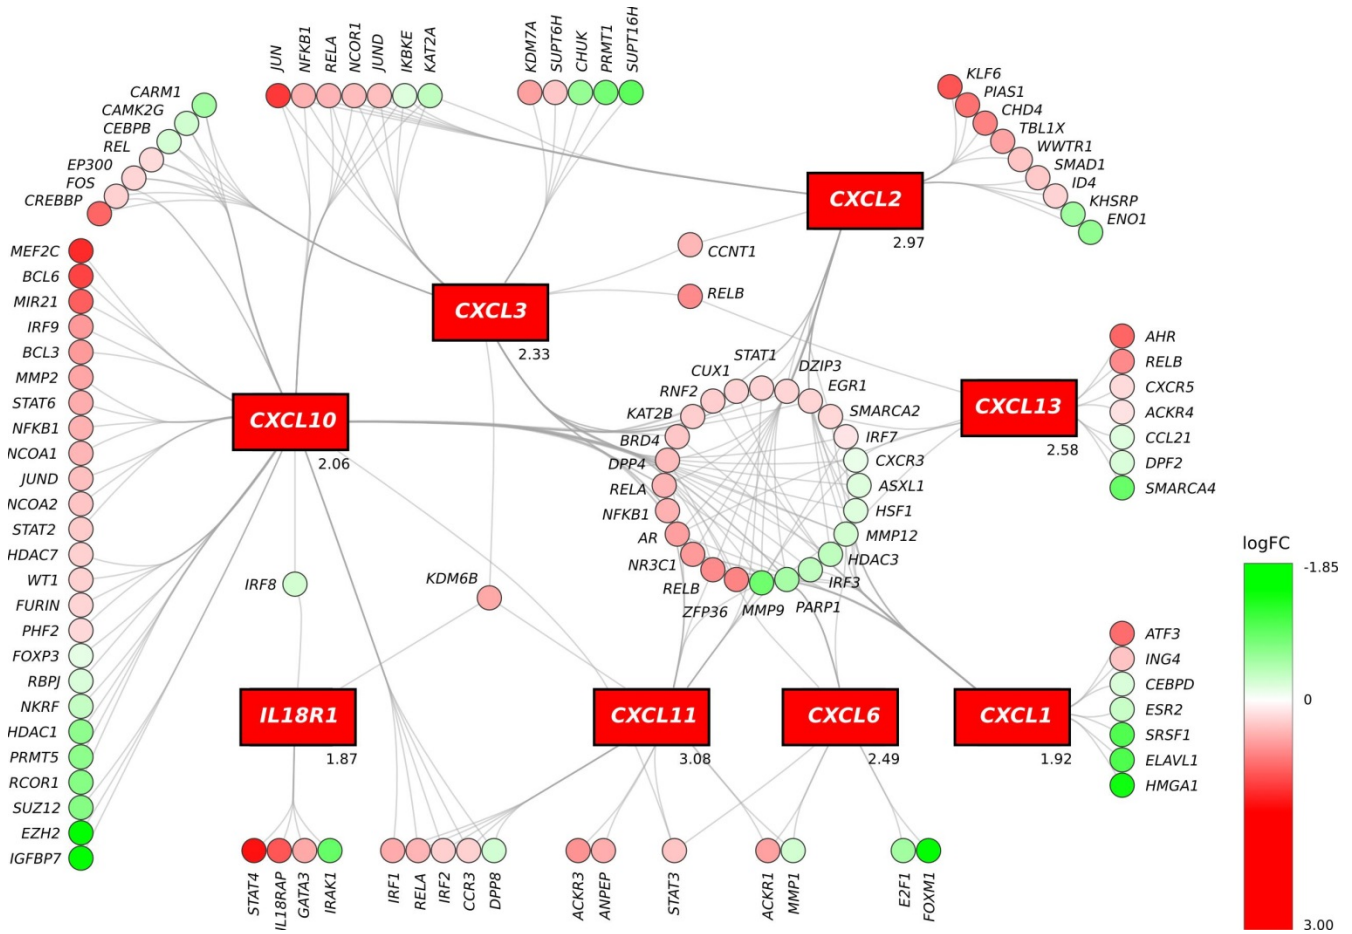 JUN
NFKB1
RELA
NCOR1
JUND
IKBKE
KAT2A
KDM7A
SUPT6H
CHUK
PRMT1
SUPT16H
CARM1
CAMK2G
CEBPB
REL
EP300
FOS
CREBBP
KLF6
PIAS1
CHD4
TBL1X
WWTR1
SMAD1
ID4
KHSRP
ENO1
CXCL2
2.97
CCNT1
RELB
CXCL3
2.33
MEF2C
BCL6
MIR21
IRF9
BCL3
MMP2
STAT6
NFKB1
NCOA1
JUND
NCOA2
STAT2
HDAC7
WT1
FURIN
PHF2
FOXP3
RBPJ
NKRF
HDAC1
PRMT5
RCOR1
SUZ12
EZH2
IGFBP7
CXCL10
2.06
STAT1
DZIP3
CUX1
EGR1
RNF2
SMARCA2
KAT2B
IRF7
BRD4
CXCR3
DPP4
ASXL1
RELA
HSF1
NFKB1
MMP12
AR
HDAC3
NR3C1
IRF3
RELB
PARP1
ZFP36
MMP9
CXCL13
2.58
AHR
RELB
CXCR5
ACKR4
CCL21
DPF2
SMARCA4
IRF8
KDM6B
IL18R1
1.87
CXCL11
3.08
CXCL6
2.49
CXCL1
1.92
ATF3
ING4
CEBPD
ESR2
SRSF1
ELAVL1
HMGA1
STAT4
IL18RAP
GATA3
IRAK1
IRF1
RELA
IRF2
CCR3
DPP8
ACKR3
ANPEP
STAT3
ACKR1
MMP1
E2F1
FOXM1
logFC
-1.85
0
3.00